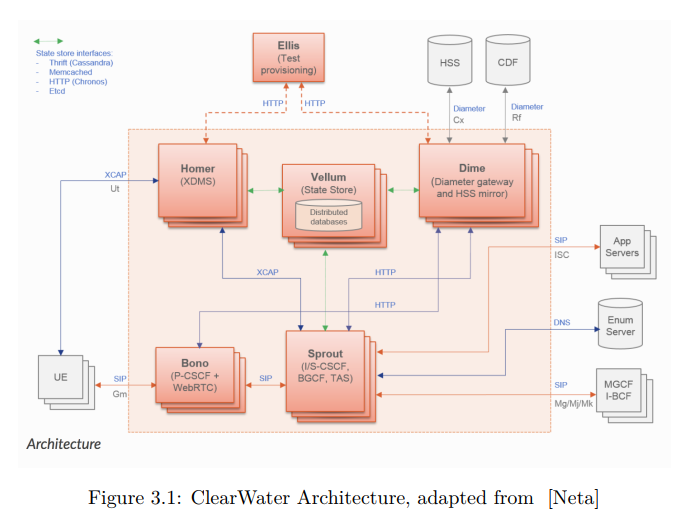 State store interfaces:
- Thrift (Cassandra)
- Memcached
- HTTP (Chronos)
- Etcd
Ellis
(Test
provisioning)
HSS
CDF
HTTP
HTTP
Diameter
Cx
Diameter
Rf
Homer
(XDMS)
Vellum
(State Store)
Distributed
databases
Dime
(Diameter gateway
and HSS mirror)
XCAP
Ut
SIP
ISC
App
Servers
XCAP
HTTP
HTTP
DNS
Enum
Server
UE
SIP
Gm
Bono
(P-CSCF +
WebRTC)
SIP
Sprout
(I/S-CSCF,
BGCF, TAS)
SIP
Mg/Mj/Mk
MGCF
I-BCF
Architecture
Figure 3.1: ClearWater Architecture, adapted from [Neta]